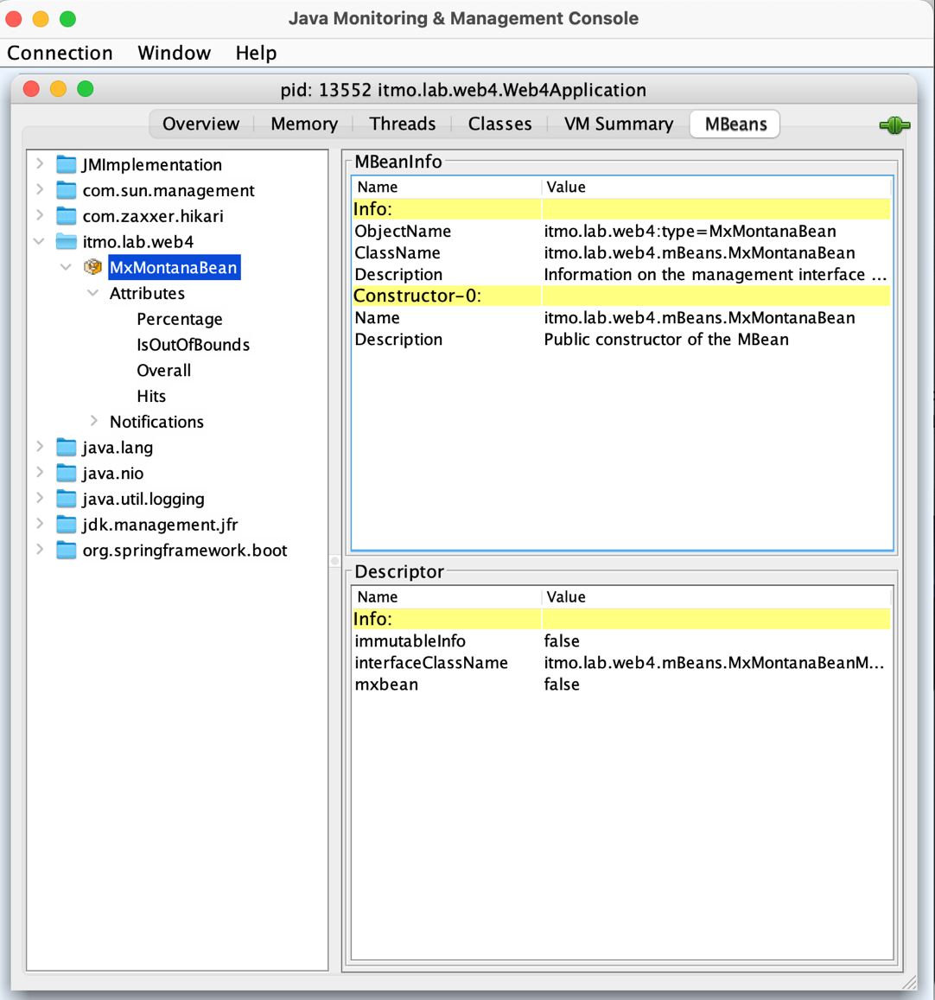 Java Monitoring & Management Console
Connection Window Help
pid: 13552 itmo.lab.web4.Web4Application
Overview Memory Threads Classes VM Summary MBeans
JMImplementation
com.sun.management
com.zaxxer.hikari
itmo.lab.web4
MxMontanaBean
Attributes
Percentage
IsOutOfBounds
Overall
Hits
Notifications
java.lang
java.nio
java.util.logging
jdk.management.jfr
org.springframework.boot
MBeanInfo
Name Value
Info:
ObjectName itmo.lab.web4:type=MxMontanaBean
ClassName itmo.lab.web4.mBeans.MxMontanaBean
Description Information on the management interface ...
Constructor-0:
Name itmo.lab.web4.mBeans.MxMontanaBean
Description Public constructor of the MBean
Descriptor
Name Value
Info:
immutableInfo false
interfaceClassName itmo.lab.web4.mBeans.MxMontanaBeanM...
mxbean false